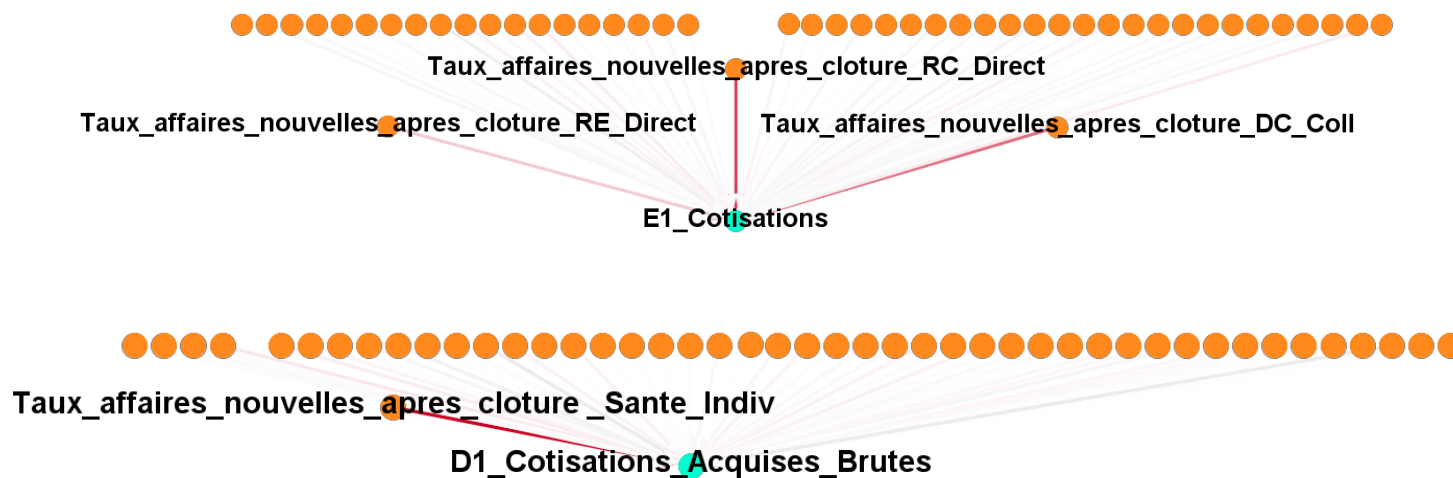 Taux_affaires_nouvelles_apres_cloture_RC_Direct
Taux_affaires_nouvelles_apres_cloture_RE_Direct
Taux_affaires_nouvelles_apres_cloture_DC_Coll
E1_Cotisations
Taux_affaires_nouvelles_apres_cloture _Sante_Indiv
D1_Cotisations_Acquises_Brutes